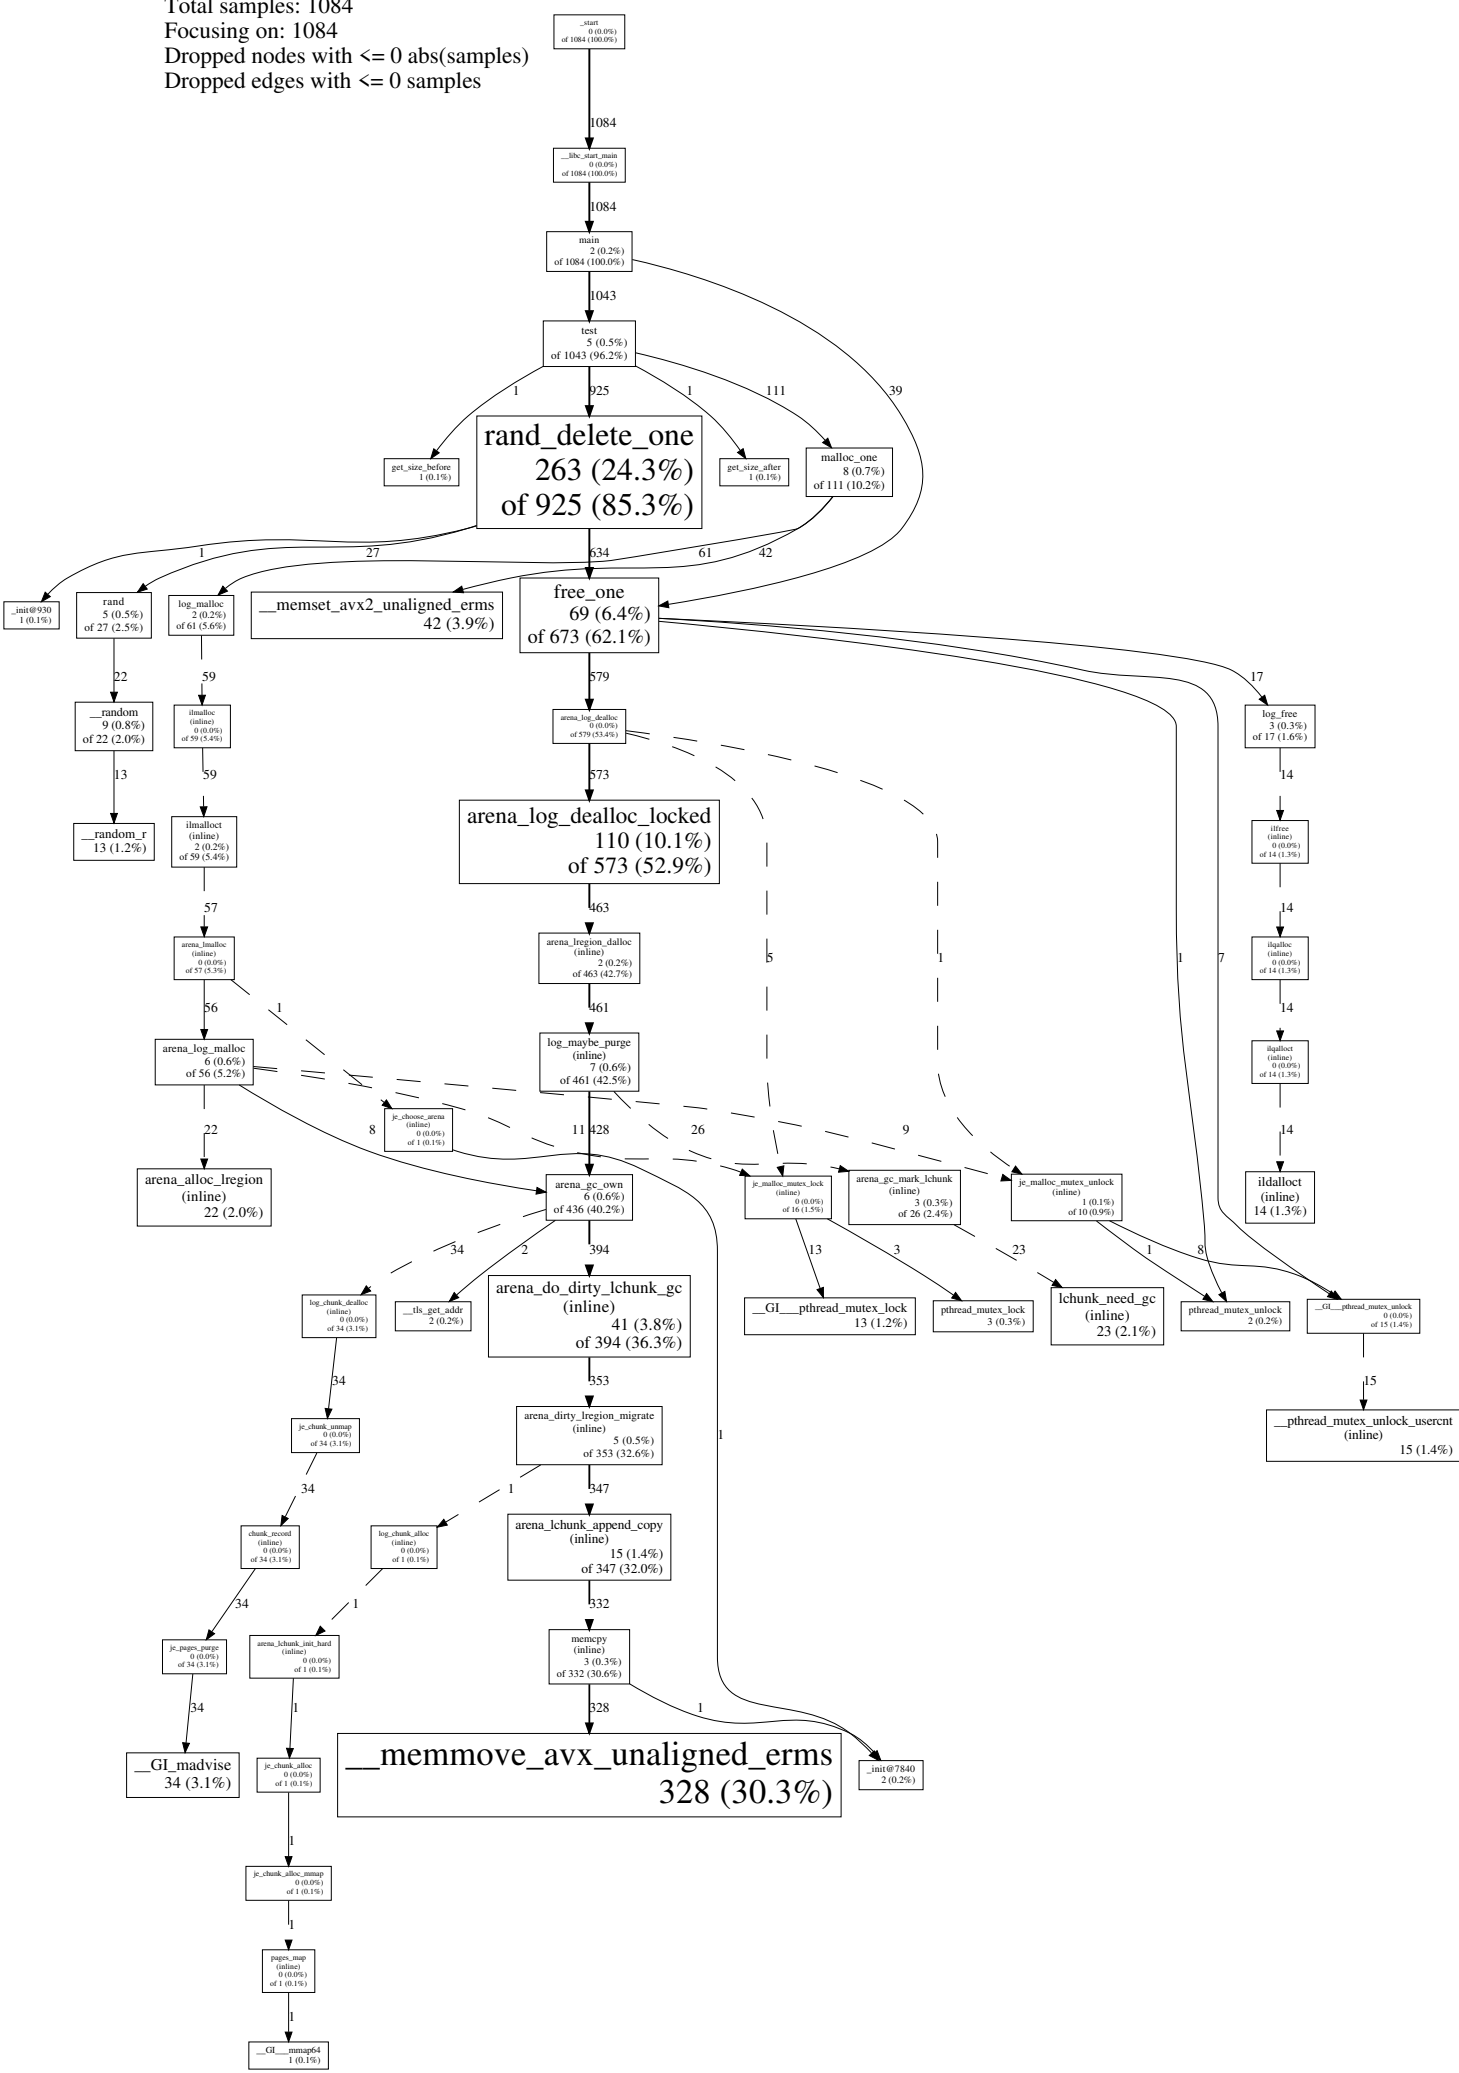 Total samples: 1084
Focusing on: 1084
Dropped nodes with <= 0 abs(samples)
Dropped edges with <= 0 samples
_start
0 (0.0%)
of 1084 (100.0%)
1084
__libc_start_main
0 (0.0%)
of 1084 (100.0%)
1084
main
2 (0.2%)
of 1084 (100.0%)
1043
39
test
5 (0.5%)
of 1043 (96.2%)
1
925
1
111
get_size_before
1 (0.1%)
rand_delete_one
263 (24.3%)
of 925 (85.3%)
get_size_after
1 (0.1%)
malloc_one
8 (0.7%)
of 111 (10.2%)
1
27
634
61
42
_init@930
1 (0.1%)
rand
5 (0.5%)
of 27 (2.5%)
log_malloc
2 (0.2%)
of 61 (5.6%)
__memset_avx2_unaligned_erms
42 (3.9%)
free_one
69 (6.4%)
of 673 (62.1%)
22
59
579
17
__random
9 (0.8%)
of 22 (2.0%)
ilmalloc
(inline)
0 (0.0%)
of 59 (5.4%)
arena_log_dealloc
0 (0.0%)
of 579 (53.4%)
log_free
3 (0.3%)
of 17 (1.6%)
13
59
573
14
__random_r
13 (1.2%)
ilmalloct
(inline)
2 (0.2%)
of 59 (5.4%)
arena_log_dealloc_locked
110 (10.1%)
of 573 (52.9%)
ilfree
(inline)
0 (0.0%)
of 14 (1.3%)
57
463
14
arena_lmalloc
(inline)
0 (0.0%)
of 57 (5.3%)
arena_lregion_dalloc
(inline)
2 (0.2%)
of 463 (42.7%)
5
1
1
7
ilqalloc
(inline)
0 (0.0%)
of 14 (1.3%)
56
1
461
14
arena_log_malloc
6 (0.6%)
of 56 (5.2%)
log_maybe_purge
(inline)
7 (0.6%)
of 461 (42.5%)
ilqalloct
(inline)
0 (0.0%)
of 14 (1.3%)
je_choose_arena
(inline)
0 (0.0%)
of 1 (0.1%)
22
8
11
428
26
9
14
arena_alloc_lregion
(inline)
22 (2.0%)
arena_gc_own
6 (0.6%)
of 436 (40.2%)
je_malloc_mutex_lock
(inline)
0 (0.0%)
of 16 (1.5%)
arena_gc_mark_lchunk
(inline)
3 (0.3%)
of 26 (2.4%)
je_malloc_mutex_unlock
(inline)
1 (0.1%)
of 10 (0.9%)
ildalloct
(inline)
14 (1.3%)
34
2
394
13
3
23
1
8
log_chunk_dealloc
(inline)
0 (0.0%)
of 34 (3.1%)
__tls_get_addr
2 (0.2%)
arena_do_dirty_lchunk_gc
(inline)
41 (3.8%)
of 394 (36.3%)
__GI___pthread_mutex_lock
13 (1.2%)
pthread_mutex_lock
3 (0.3%)
lchunk_need_gc
(inline)
23 (2.1%)
pthread_mutex_unlock
2 (0.2%)
__GI___pthread_mutex_unlock
0 (0.0%)
of 15 (1.4%)
34
353
15
je_chunk_unmap
0 (0.0%)
of 34 (3.1%)
arena_dirty_lregion_migrate
(inline)
5 (0.5%)
of 353 (32.6%)
1
__pthread_mutex_unlock_usercnt
(inline)
15 (1.4%)
34
1
347
chunk_record
(inline)
0 (0.0%)
of 34 (3.1%)
log_chunk_alloc
(inline)
0 (0.0%)
of 1 (0.1%)
arena_lchunk_append_copy
(inline)
15 (1.4%)
of 347 (32.0%)
34
1
332
je_pages_purge
0 (0.0%)
of 34 (3.1%)
arena_lchunk_init_hard
(inline)
0 (0.0%)
of 1 (0.1%)
memcpy
(inline)
3 (0.3%)
of 332 (30.6%)
34
1
328
1
__GI_madvise
34 (3.1%)
je_chunk_alloc
0 (0.0%)
of 1 (0.1%)
__memmove_avx_unaligned_erms
328 (30.3%)
_init@7840
2 (0.2%)
1
je_chunk_alloc_mmap
0 (0.0%)
of 1 (0.1%)
1
pages_map
(inline)
0 (0.0%)
of 1 (0.1%)
1
__GI___mmap64
1 (0.1%)